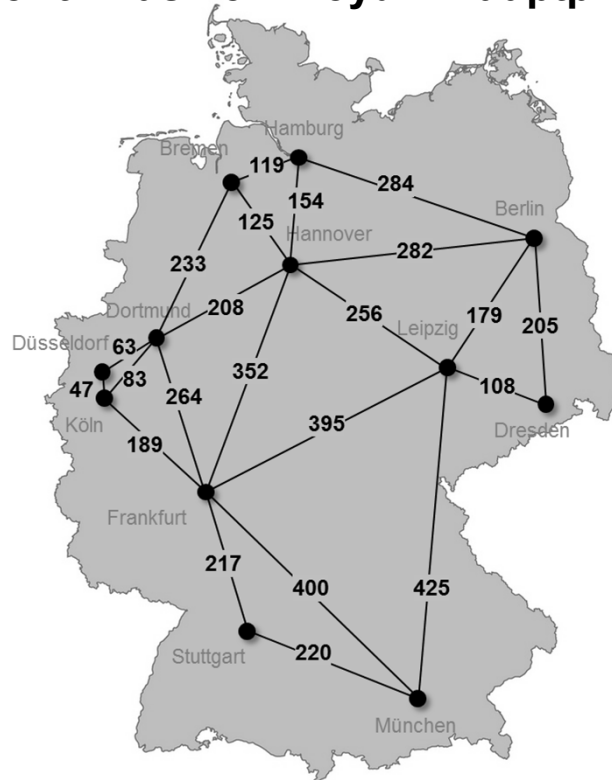 Hamburg
Bremen
119
284
154
Berlin
125
Hannover
282
233
208
Dortmund
256
179
205
Leipzig
Düsseldorf
63
83
47
352
264
108
Köln
395
Dresden
189
Frankfurt
217
400
425
Stuttgart
220
München